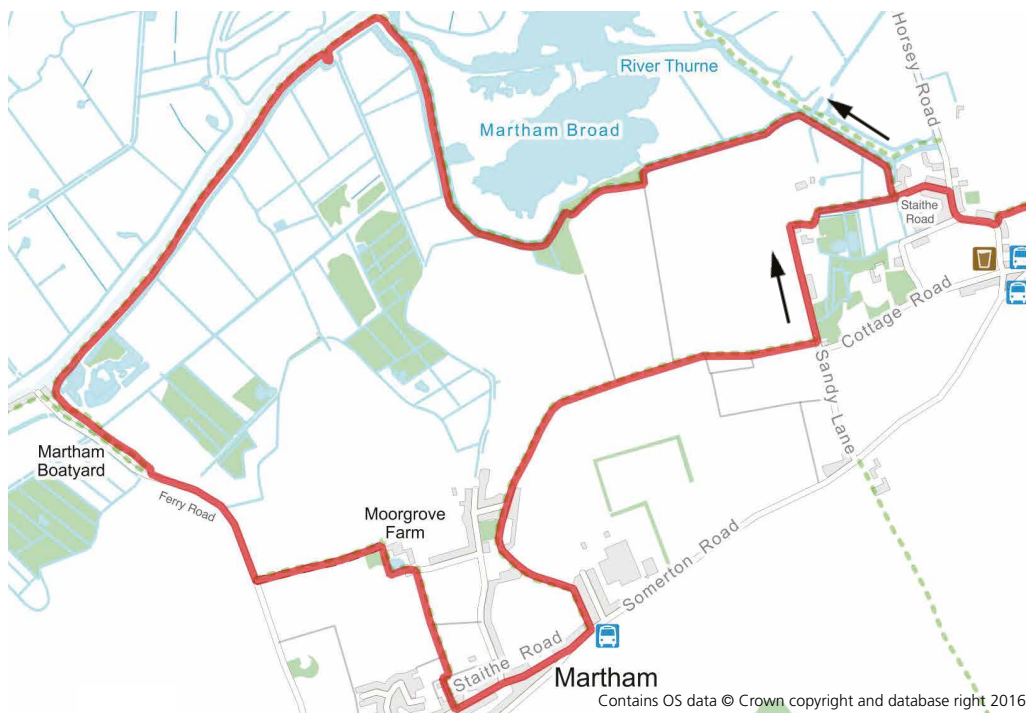 Horsey Road
River Thurne
Martham Broad
Staithe
Road
Cottage Road
Sandy Lane
Martham
Boatyard
Ferry Road
Moorgrove
Farm
Somerton Road
Staithe Road
Martham
Contains OS data © Crown copyright and database right 2016